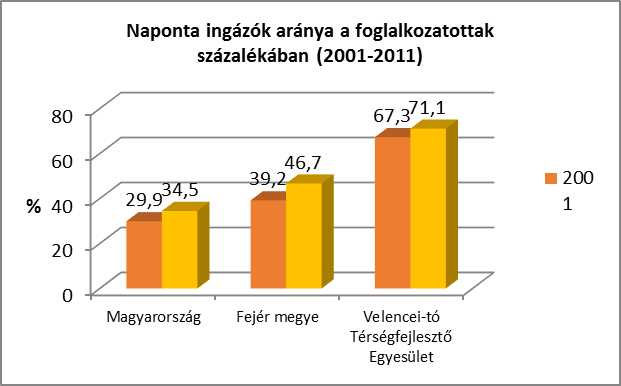 Naponta ingázók aránya a foglalkozatottak
százalékában (2001-2011)
80
60
40
20
0
%
29,9
34,5
39,2
46,7
67,3
71,1
Magyarország
Fejér megye
Velencei-tó
Térségfejlesztő
Egyesület
200
1